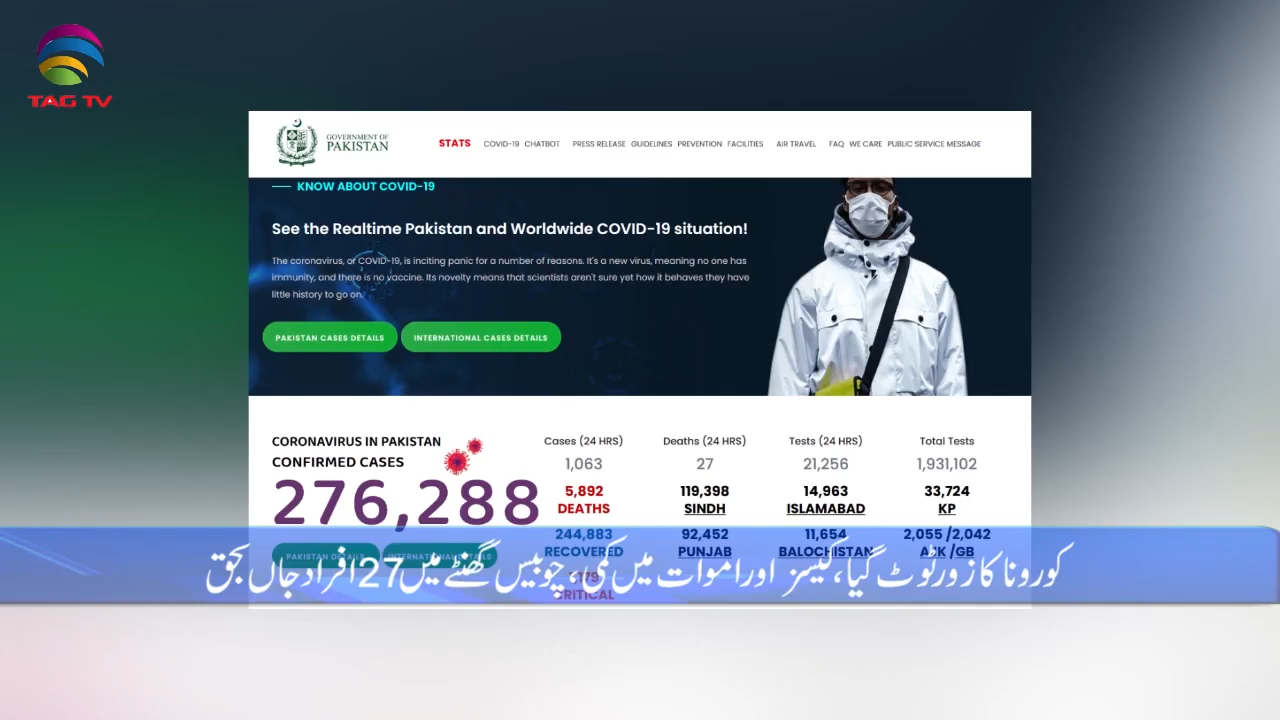 TAG TV
GOVERNMENT OF
PAKISTAN
STATS COVID-19 CHATBOT PRESS RELEASE GUIDELINES PREVENTION FACILITIES AIR TRAVEL FAQ WE CARE PUBLIC SERVICE MESSAGE
KNOW ABOUT COVID-19
See the Realtime Pakistan and Worldwide COVID-19 situation!
The coronavirus, or COVID-19, is inciting panic for a number of reasons. It's a new virus, meaning no one has
immunity, and there is no vaccine. Its novelty means that scientists aren't sure yet how it behaves they have
little history to go on.
PAKISTAN CASES DETAILS INTERNATIONAL CASES DETAILS
CORONAVIRUS IN PAKISTAN
CONFIRMED CASES
276,288
Cases (24 HRS) Deaths (24 HRS) Tests (24 HRS) Total Tests
1,063 27 21,256 1,931,102
5,892 119,398 14,963 33,724
DEATHS SINDH ISLAMABAD KP
244,883 92,452 11,654 2,055 /2,042
RECOVERED PUNJAB BALOCHISTAN AJK /GB
PAKISTAN DETAILS INTERNATIONAL DETAILS
CRITICAL
کورونا کا زور ٹوٹ گیا، کیسز اور اموات میں کمی، چوبیس گھنٹے میں 27 افراد جاں بحق